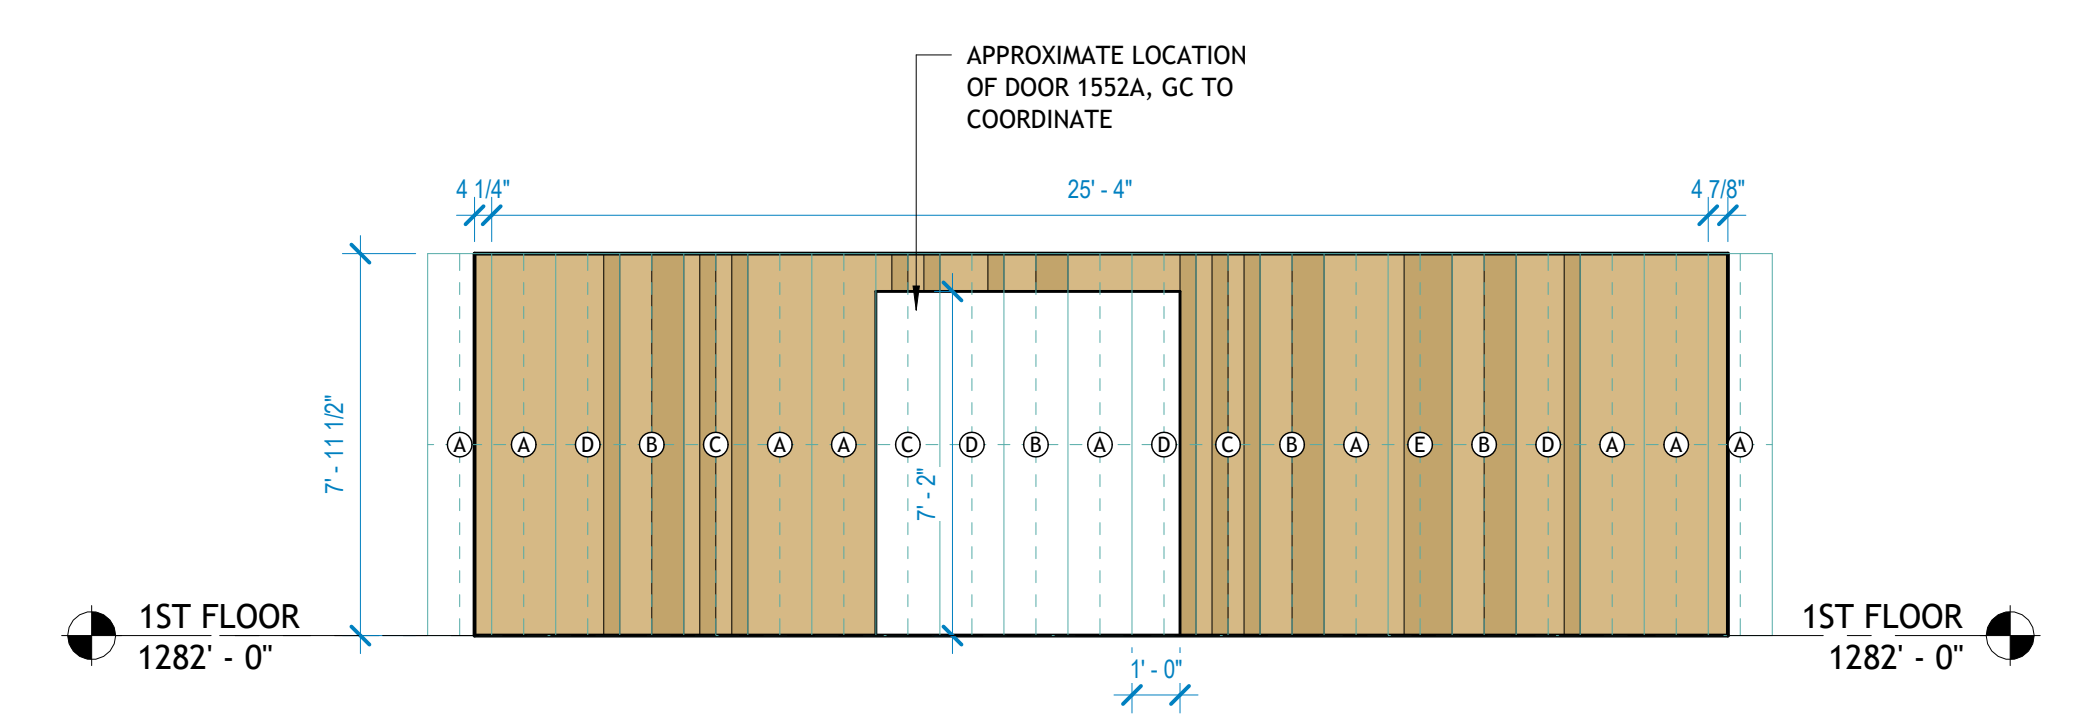 APPROXIMATE LOCATION
OF DOOR 1552A, GC TO
COORDINATE
4 1/4"
25' - 4"
4 7/8"
7' - 11 1/2"
A
A
D
B
C
A
A
C
D
B
A
D
C
B
A
E
B
D
A
A
A
7' - 2"
1ST FLOOR
1282' - 0"
1ST FLOOR
1282' - 0"
1' - 0"